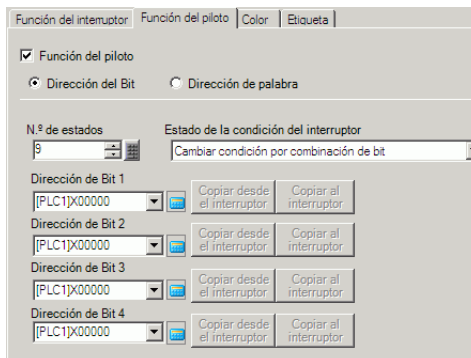 Función del interruptor Función del piloto Color Etiqueta
Función del piloto
Dirección del Bit Dirección de palabra
N.º de estados Estado de la condición del interruptor
9 Cambiar condición por combinación de bit
Dirección de Bit 1
[PLC1]X00000 Copiar desde el interruptor Copiar al interruptor
Dirección de Bit 2
[PLC1]X00000 Copiar desde el interruptor Copiar al interruptor
Dirección de Bit 3
[PLC1]X00000 Copiar desde el interruptor Copiar al interruptor
Dirección de Bit 4
[PLC1]X00000 Copiar desde el interruptor Copiar al interruptor